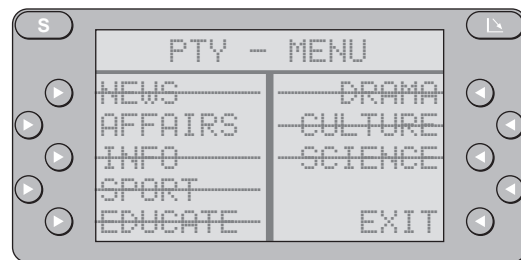 S
PTY - MENU
NEWS
AFFAIRS
INFO
SPORT
EDUCATE
DRAMA
CULTURE
SCIENCE
EXIT